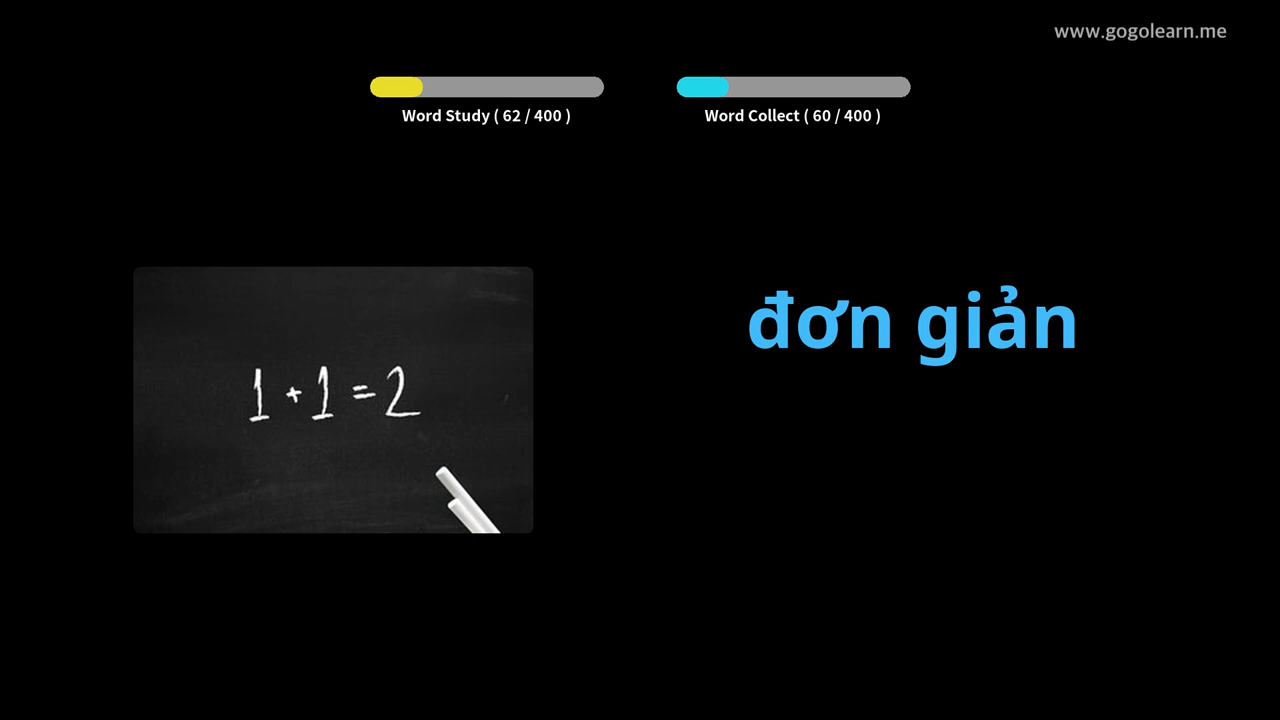 www.gogolearn.me
Word Study ( 62 / 400 )
Word Collect ( 60 / 400 )
đơn giản
1 + 1 = 2